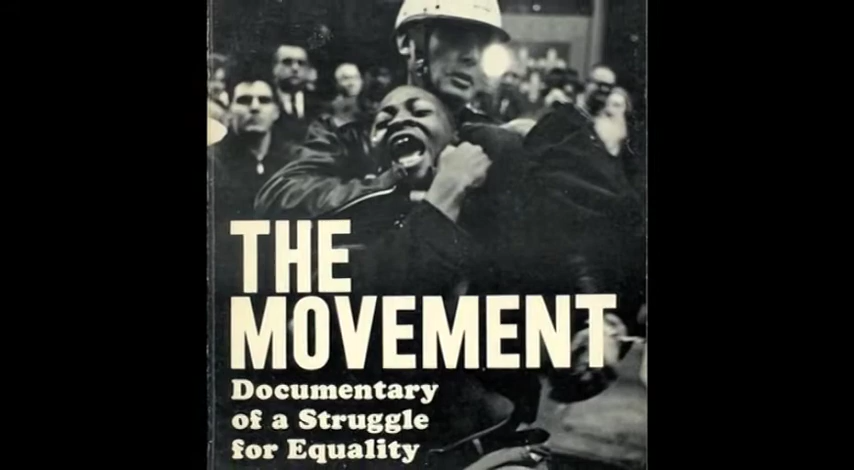 THE
MOVEMENT
Documentary
of a Struggle
for Equality